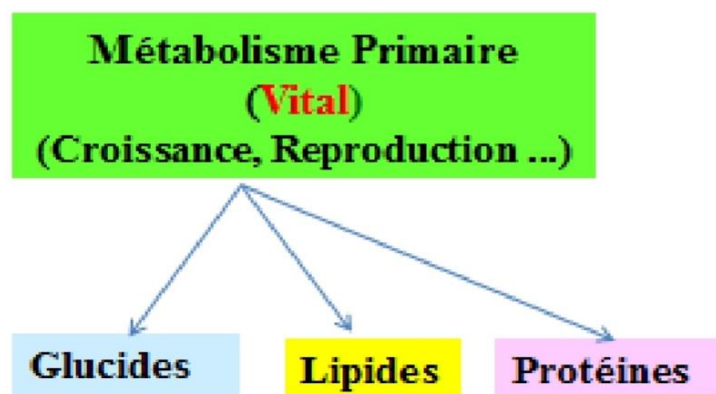 Métabolisme Primaire
(Vital)
(Croissance, Reproduction ...)
Glucides
Lipides
Protéines